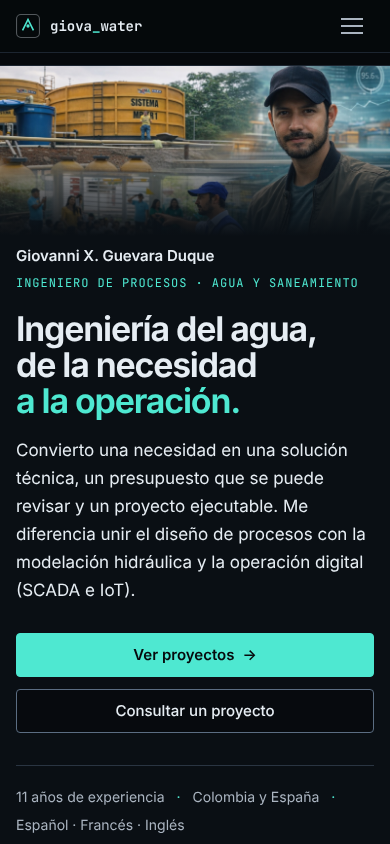 giova_water
95.6%
SISTEMA
Giovanni X. Guevara Duque
INGENIERO DE PROCESOS · AGUA Y SANEAMIENTO
Ingeniería del agua,
de la necesidad
a la operación.
Convierto una necesidad en una solución
técnica, un presupuesto que se puede
revisar y un proyecto ejecutable. Me
diferencia unir el diseño de procesos con la
modelación hidráulica y la operación digital
(SCADA e IoT).
Ver proyectos →
Consultar un proyecto
11 años de experiencia · Colombia y España ·
Español · Francés · Inglés